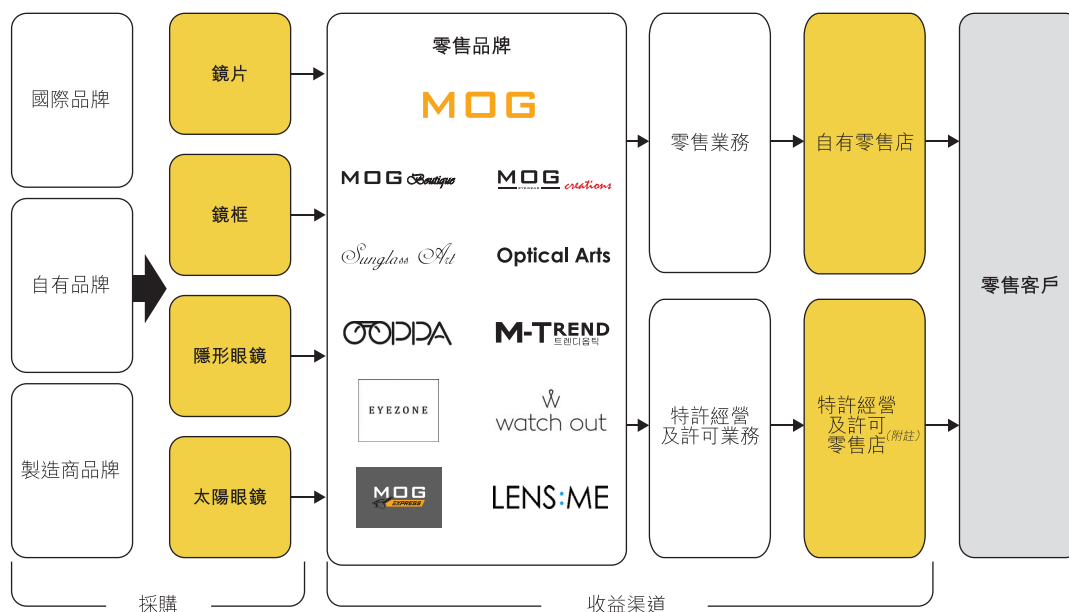 國際品牌
自有品牌
製造商品牌
鏡片
鏡框
隱形眼鏡
太陽眼鏡
採購
零售品牌
MOG
MOG Boutique
MOG
EYEWEAR
creations
Sunglass Art
Optical Arts
OOPPA
M-TREND
트렌디옵틱
EYEZONE
watch out
MOG
EXPRESS
LENS:ME
零售業務
特許經營
及許可業務
自有零售店
特許經營
及許可
零售店(附註)
收益渠道
零售客戶